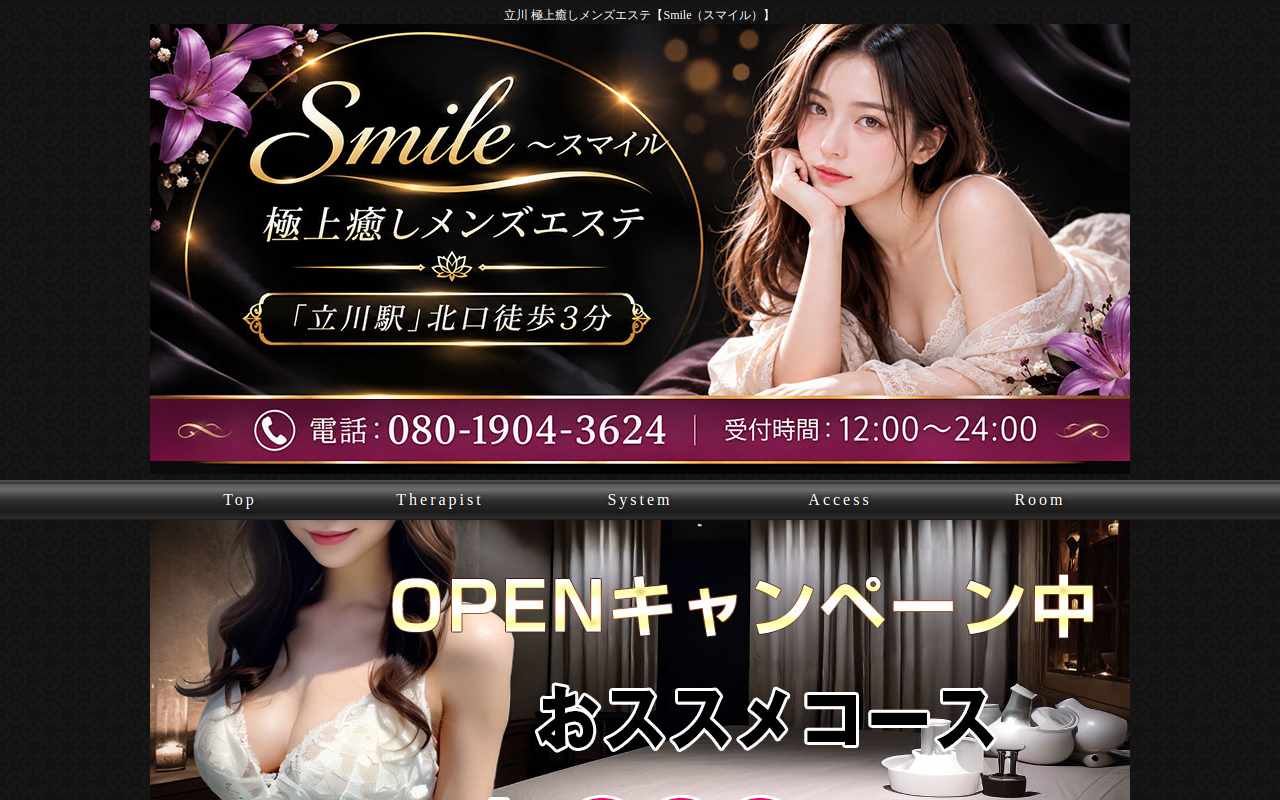 立川 極上癒しメンズエステ【Smile（スマイル）】
Smile ～スマイル
極上癒しメンズエステ
「立川駅」北口徒歩3分
電話：080-1904-3624 受付時間：12:00～24:00
Top Therapist System Access Room
OPENキャンペーン中
おススメコース